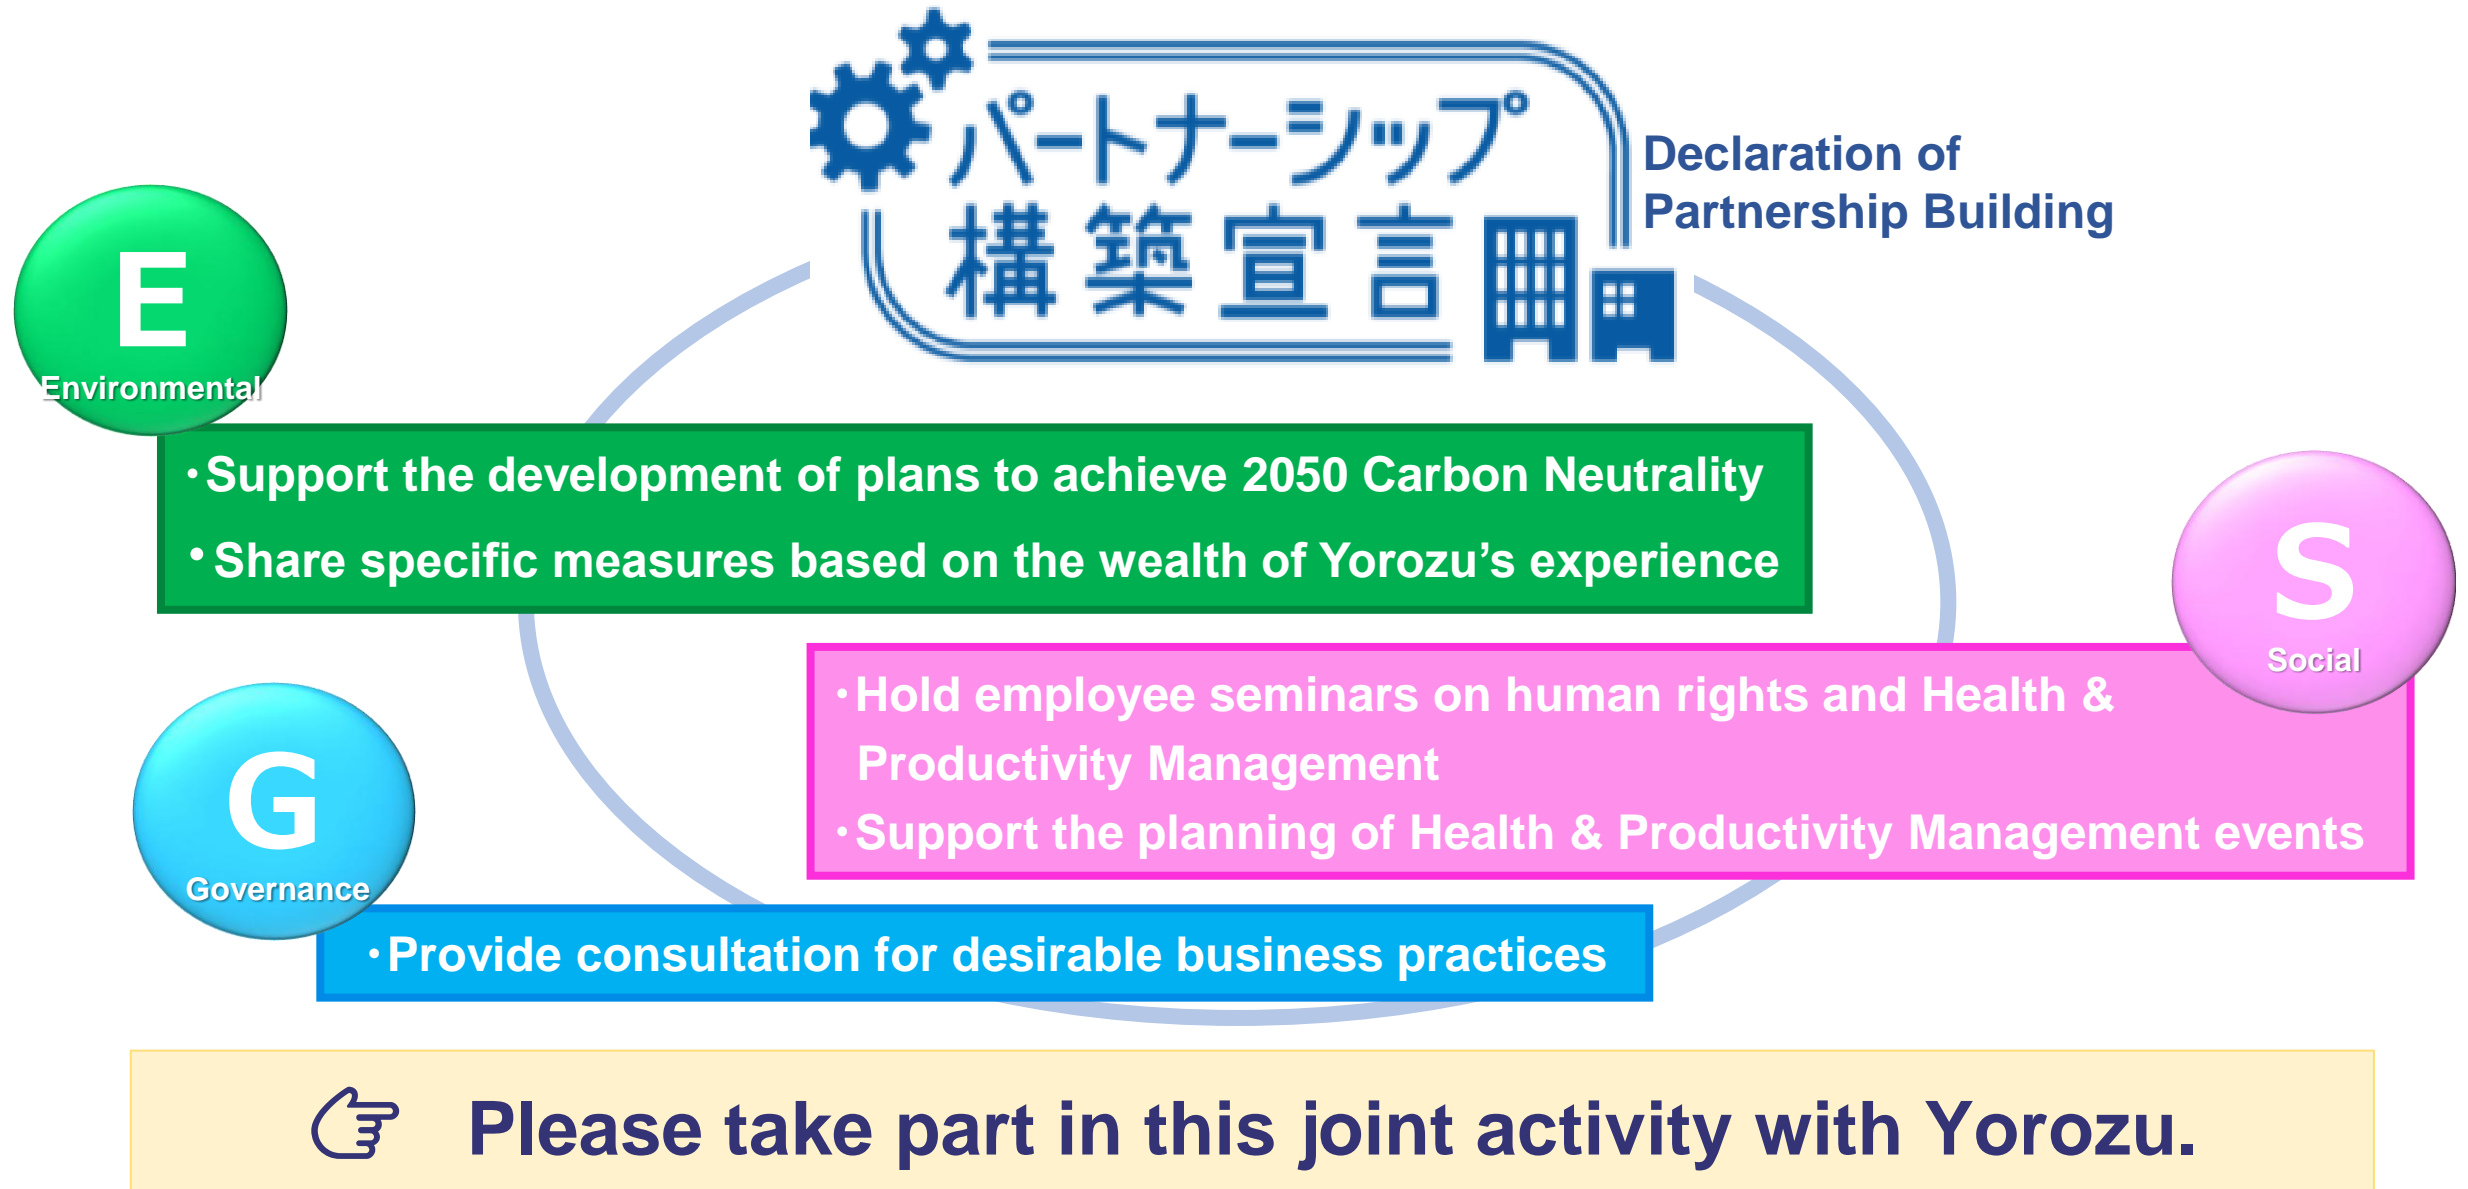 パートナーシップ
構築宣言
Declaration of
Partnership Building
E
Environmental
・Support the development of plans to achieve 2050 Carbon Neutrality
・Share specific measures based on the wealth of Yorozu’s experience
S
Social
・Hold employee seminars on human rights and Health &
Productivity Management
・Support the planning of Health & Productivity Management events
G
Governance
・Provide consultation for desirable business practices
Please take part in this joint activity with Yorozu.